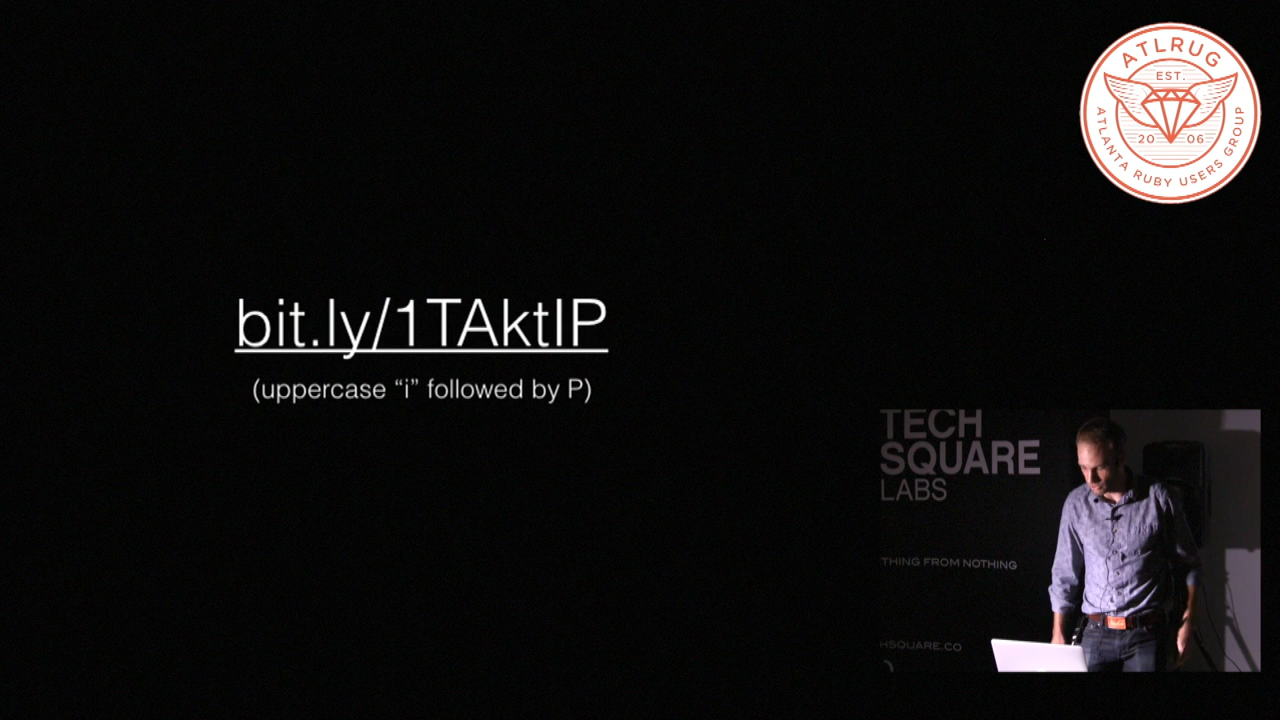 ATLRUG
EST.
20 06
ATLANTA RUBY USERS GROUP
bit.ly/1TAktIP
(uppercase “i” followed by P)
TECH
SQUARE
LABS
THING FROM NOTHING
HSQUARE.CO